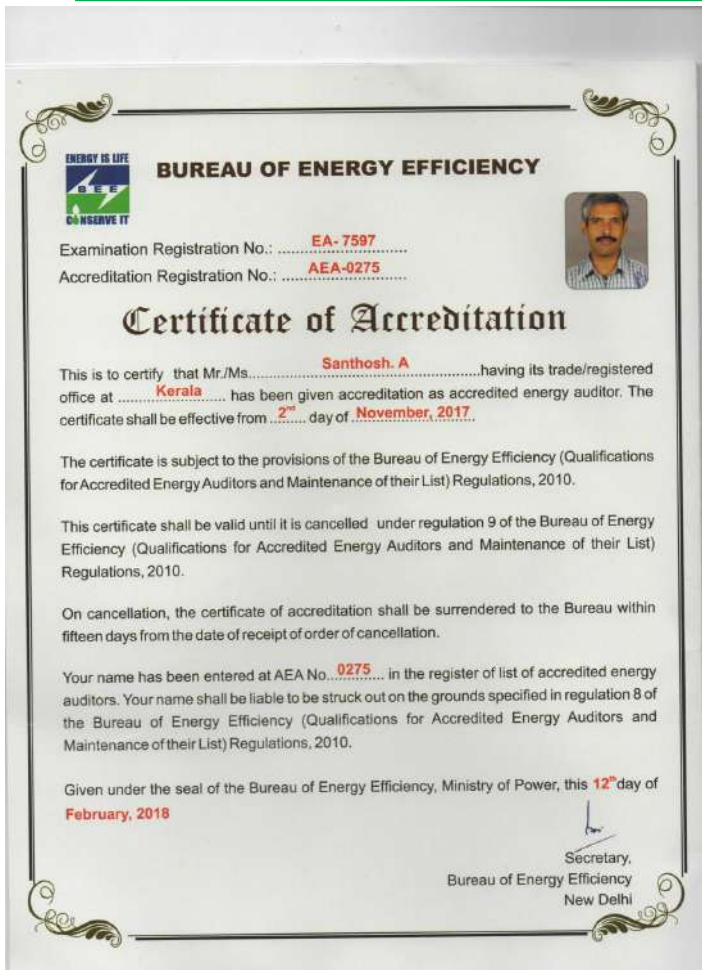 ENERGY IS LIFE
BEE
CONSERVE IT
BUREAU OF ENERGY EFFICIENCY
Examination Registration No.: ....EA- 7597....
Accreditation Registration No.: ....AEA-0275....
Certificate of Accreditation
This is to certify that Mr./Ms....Santhosh. A....having its trade/registered
office at ....Kerala.... has been given accreditation as accredited energy auditor. The
certificate shall be effective from ..2nd.. day of ..November, 2017..
The certificate is subject to the provisions of the Bureau of Energy Efficiency (Qualifications
for Accredited Energy Auditors and Maintenance of their List) Regulations, 2010.
This certificate shall be valid until it is cancelled under regulation 9 of the Bureau of Energy
Efficiency (Qualifications for Accredited Energy Auditors and Maintenance of their List)
Regulations, 2010.
On cancellation, the certificate of accreditation shall be surrendered to the Bureau within
fifteen days from the date of receipt of order of cancellation.
Your name has been entered at AEA No...0275.... in the register of list of accredited energy
auditors. Your name shall be liable to be struck out on the grounds specified in regulation 8 of
the Bureau of Energy Efficiency (Qualifications for Accredited Energy Auditors and
Maintenance of their List) Regulations, 2010.
Given under the seal of the Bureau of Energy Efficiency, Ministry of Power, this 12th day of
February, 2018
Secretary,
Bureau of Energy Efficiency
New Delhi